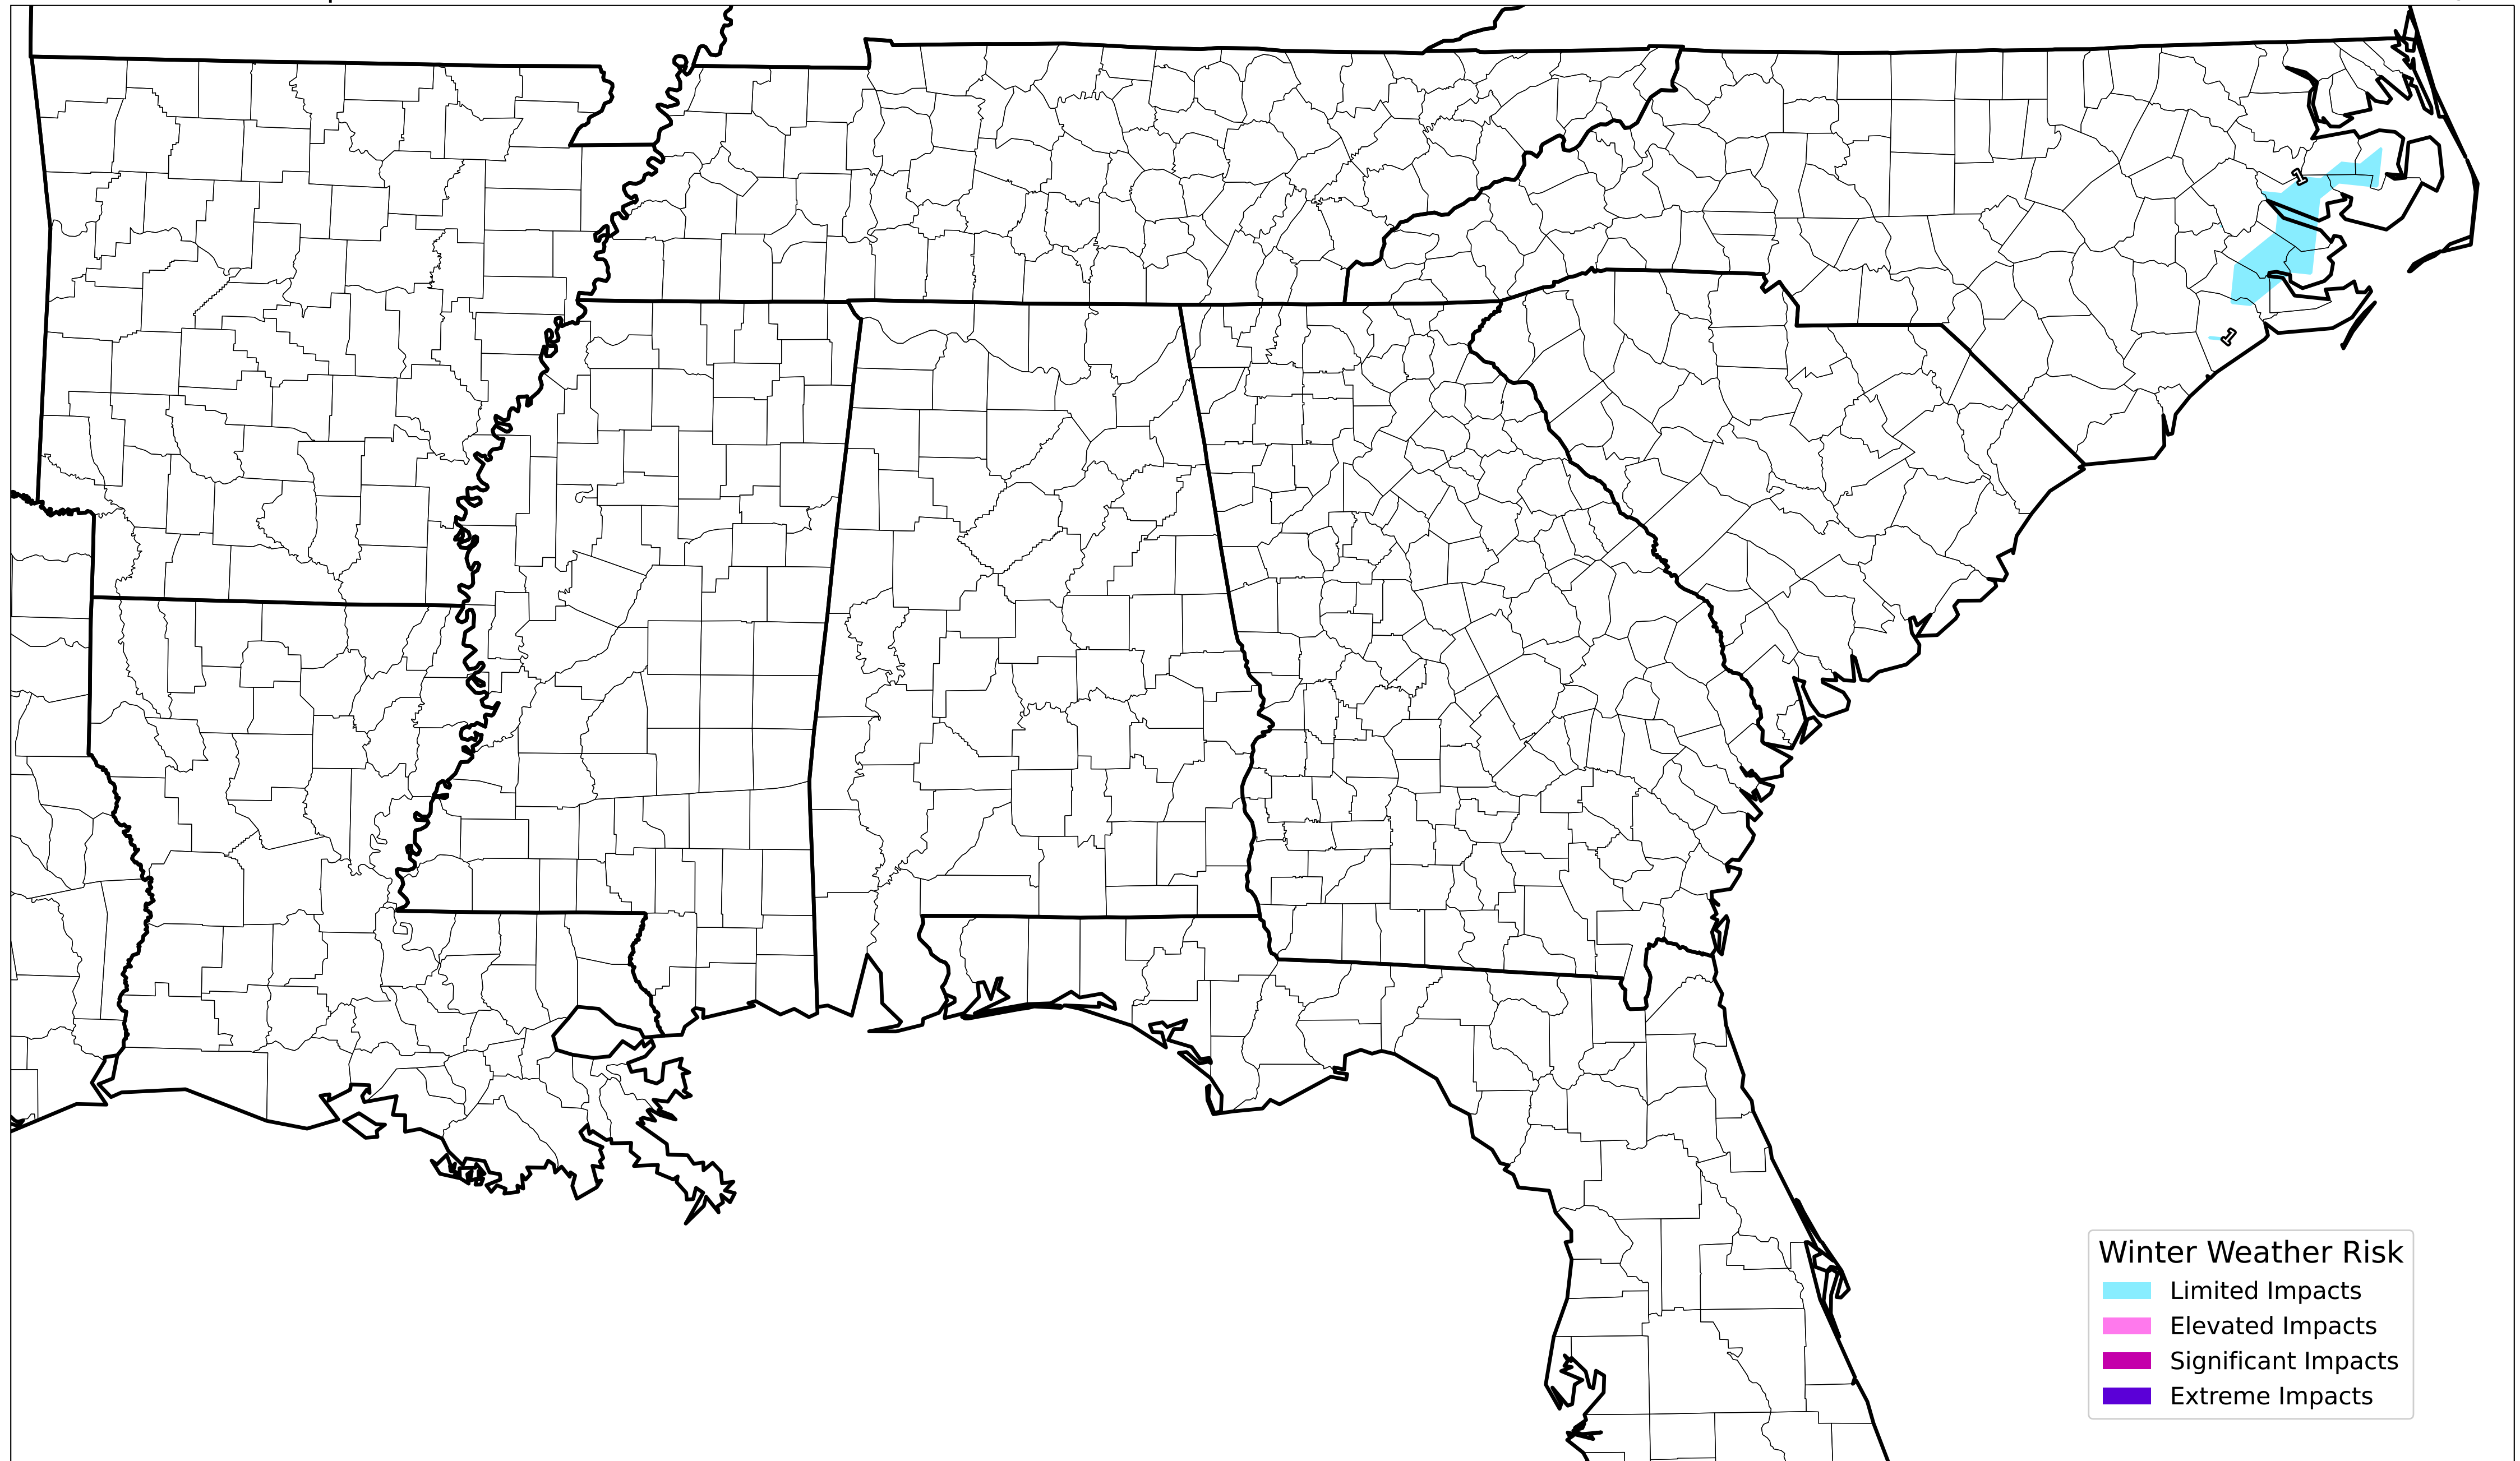 1
1
Winter Weather Risk
Limited Impacts
Elevated Impacts
Significant Impacts
Extreme Impacts